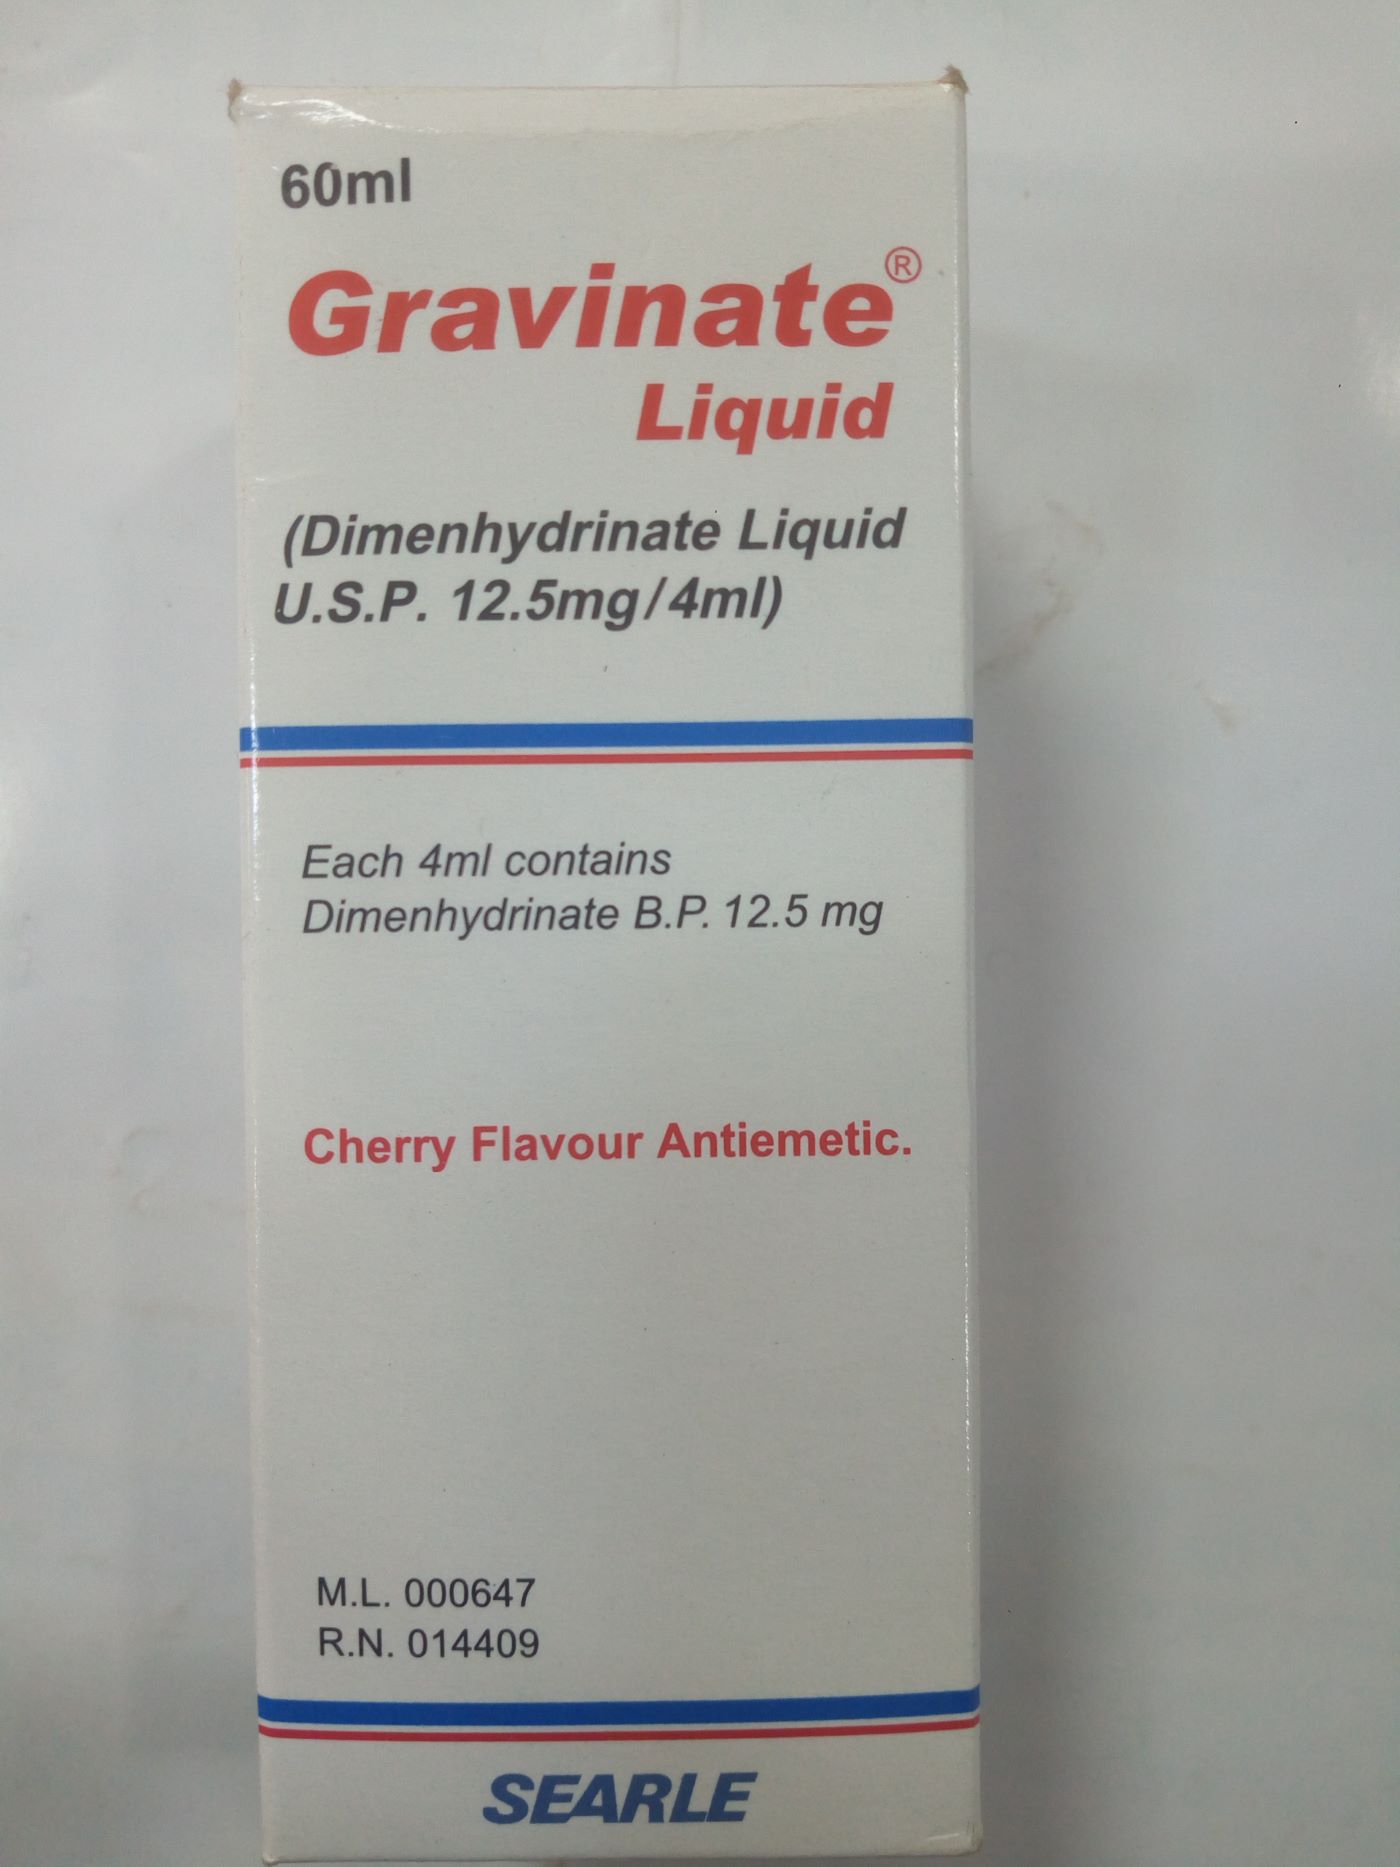 60ml
Gravinate®
Liquid
(Dimenhydrinate Liquid
U.S.P. 12.5mg/4ml)
Each 4ml contains
Dimenhydrinate B.P. 12.5 mg
Cherry Flavour Antiemetic.
M.L. 000647
R.N. 014409
SEARLE